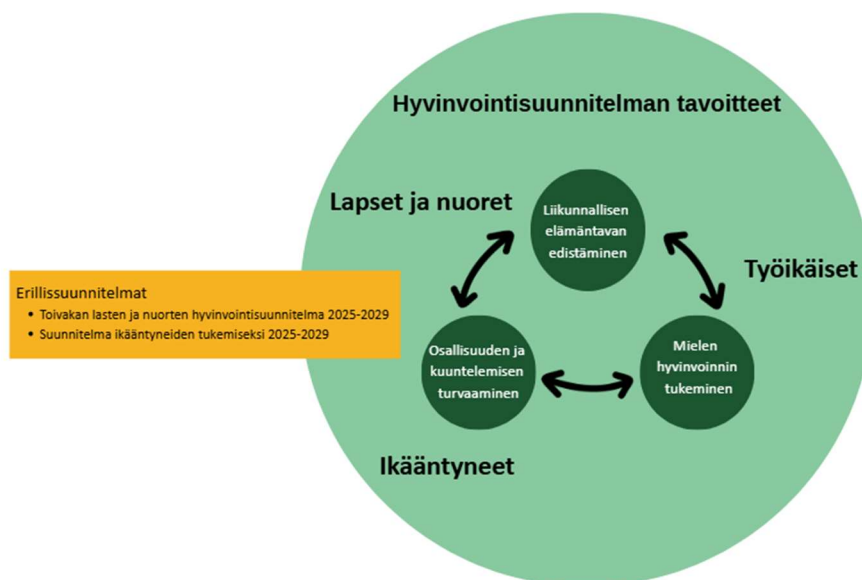 Hyvinvointisuunnitelman tavoitteet
Lapset ja nuoret
Liikunnallisen
elämäntavan
edistäminen
Työikäiset
Erillissuunnitelmat
• Toivakan lasten ja nuorten hyvinvointisuunnitelma 2025-2029
• Suunnitelma ikääntyneiden tukemiseksi 2025-2029
Osallisuuden ja
kuuntelemisen
turvaaminen
Mielen
hyvinvoinnin
tukeminen
Ikääntyneet